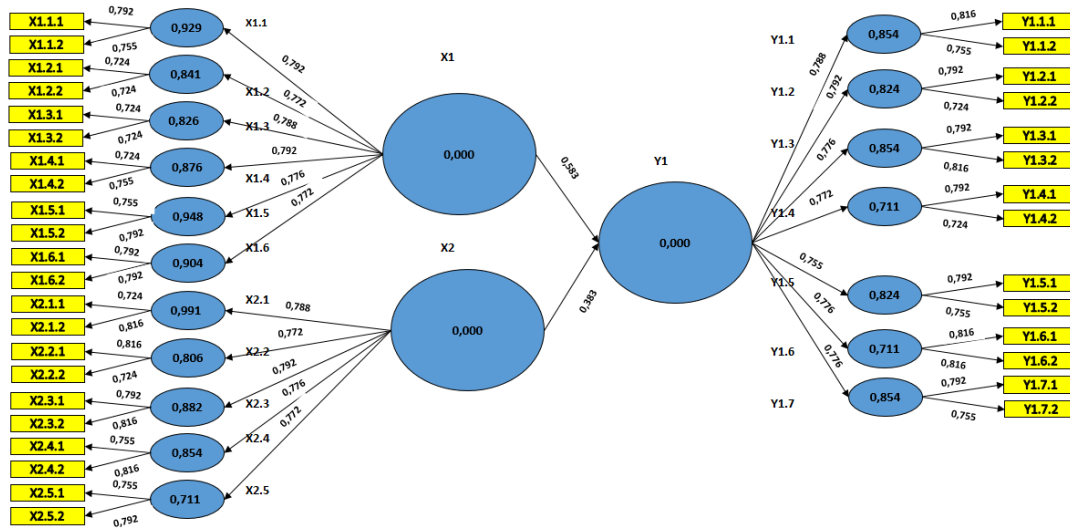 X1.1.1
0,792
0,929
X1.1
X1.1.2
0,755
X1.2.1
0,724
0,841
X1.2.2
0,724
X1.2
X1.3.1
0,724
0,826
X1.3
X1.3.2
0,724
X1.4.1
0,724
0,876
X1.4
X1.4.2
0,755
X1.5.1
0,755
0,948
X1.5
X1.5.2
0,792
X1.6.1
0,792
0,904
X1.6
X1.6.2
0,792
X2.1.1
0,724
0,991
X2.1
X2.1.2
0,816
X2.2.1
0,816
0,806
X2.2
X2.2.2
0,724
X2.3.1
0,792
0,882
X2.3
X2.3.2
0,816
X2.4.1
0,755
0,854
X2.4
X2.4.2
0,816
X2.5.1
0,755
0,711
X2.5
X2.5.2
0,792
0,792
0,772
0,788
0,792
0,776
0,772
X1
0,000
0,583
0,788
0,772
0,792
0,776
0,772
X2
0,000
0,383
Y1
0,000
0,788
0,792
0,776
0,772
0,755
0,776
0,776
Y1.1
0,854
0,816
Y1.1.1
0,755
Y1.1.2
Y1.2
0,824
0,792
Y1.2.1
0,724
Y1.2.2
Y1.3
0,854
0,792
Y1.3.1
0,816
Y1.3.2
Y1.4
0,711
0,792
Y1.4.1
0,724
Y1.4.2
Y1.5
0,824
0,792
Y1.5.1
0,755
Y1.5.2
Y1.6
0,711
0,816
Y1.6.1
0,816
Y1.6.2
Y1.7
0,854
0,792
Y1.7.1
0,755
Y1.7.2